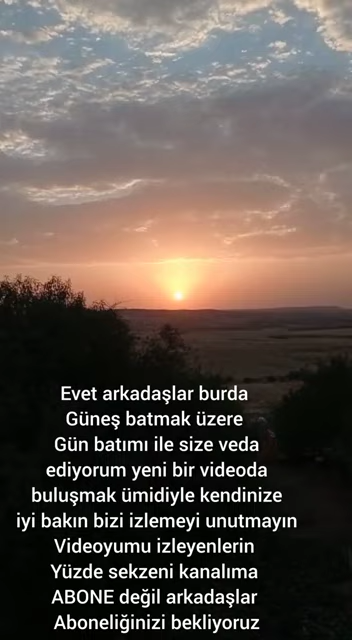 Evet arkadaşlar burda
Güneş batmak üzere
Gün batımı ile size veda
ediyorum yeni bir videoda
buluşmak ümidiyle kendinize
iyi bakın bizi izlemeyi unutmayın
Videoyumu izleyenlerin
Yüzde sekzeni kanalıma
ABONE değil arkadaşlar
Aboneliğinizi bekliyoruz